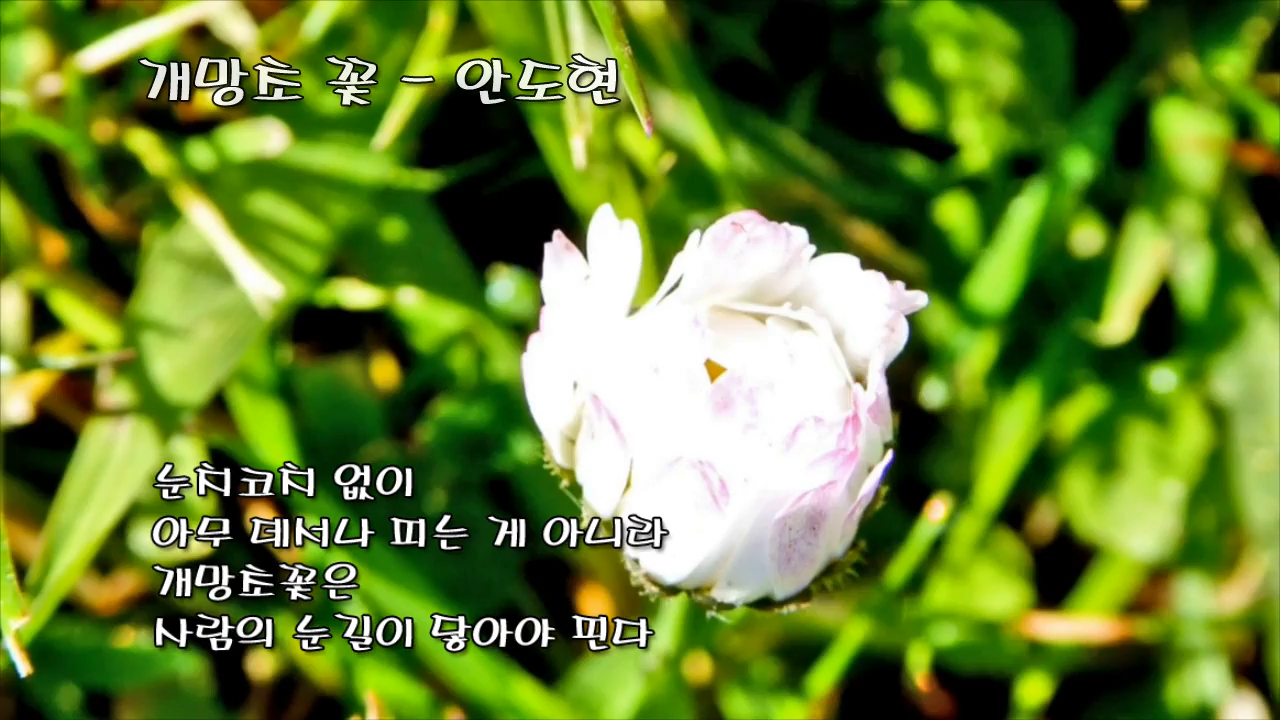 개망초 꽃 - 안도현
눈치코치 없이
아무 데서나 피는 게 아니라
개망초꽃은
사람의 눈길이 닿아야 핀다